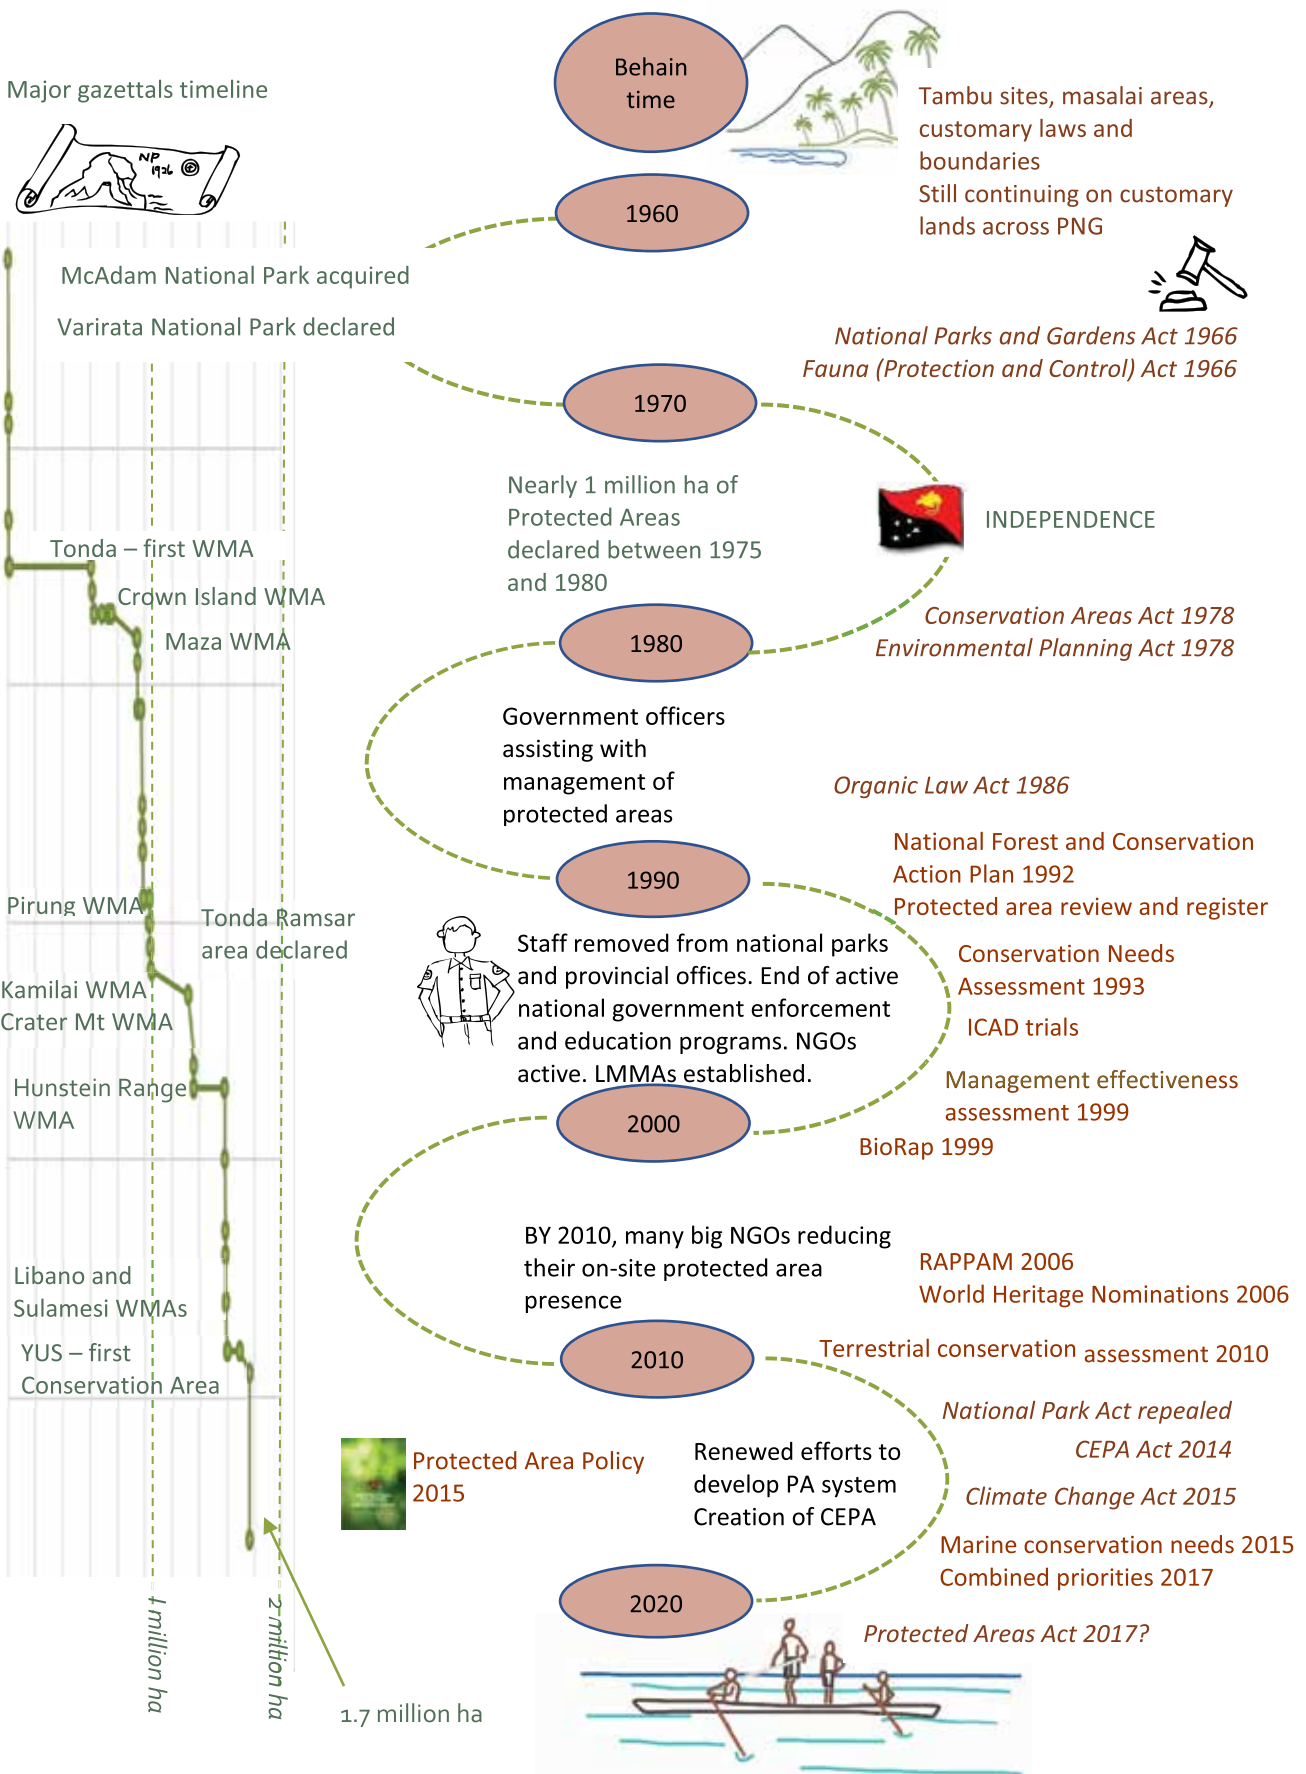 Behain
time
Major gazettals timeline
NP
1926
Tambu sites, masalai areas,
customary laws and
boundaries
Still continuing on customary
lands across PNG
1960
McAdam National Park acquired
Varirata National Park declared
National Parks and Gardens Act 1966
Fauna (Protection and Control) Act 1966
1970
Nearly 1 million ha of
Protected Areas
declared between 1975
and 1980
INDEPENDENCE
Tonda – first WMA
Crown Island WMA
Maza WMA
Conservation Areas Act 1978
Environmental Planning Act 1978
1980
Government officers
assisting with
management of
protected areas
Organic Law Act 1986
National Forest and Conservation
Action Plan 1992
Protected area review and register
1990
Pirung WMA
Tonda Ramsar
area declared
Staff removed from national parks
and provincial offices. End of active
national government enforcement
and education programs. NGOs
active. LMMAs established.
Conservation Needs
Assessment 1993
ICAD trials
Kamilai WMA
Crater Mt WMA
Hunstein Range
WMA
Management effectiveness
assessment 1999
BioRap 1999
2000
BY 2010, many big NGOs reducing
their on-site protected area
presence
RAPPAM 2006
World Heritage Nominations 2006
Libano and
Sulamesi WMAs
YUS – first
Conservation Area
2010
Terrestrial conservation assessment 2010
National Park Act repealed
CEPA Act 2014
Climate Change Act 2015
Protected Area Policy
2015
Renewed efforts to
develop PA system
Creation of CEPA
Marine conservation needs 2015
Combined priorities 2017
2020
Protected Areas Act 2017?
1 million ha
2 million ha
1.7 million ha